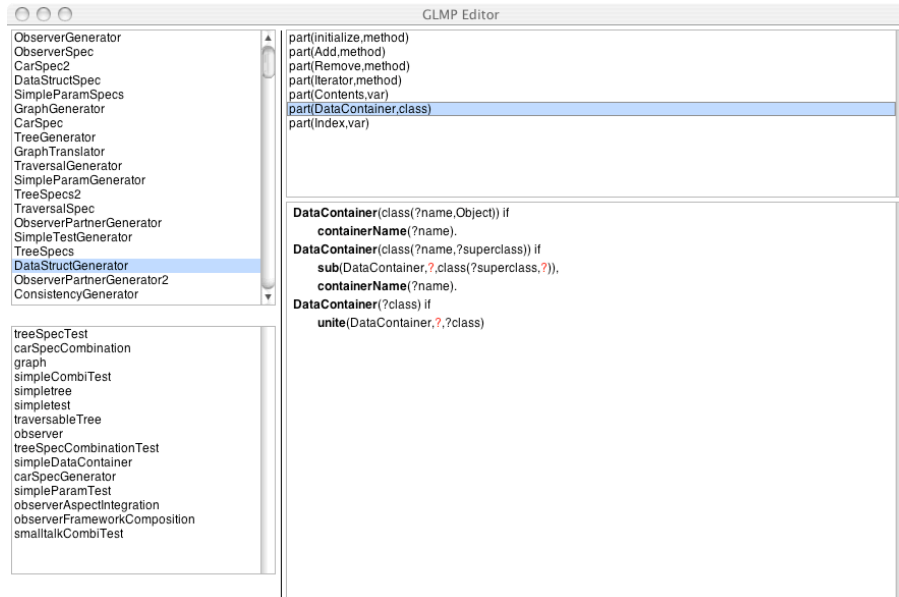 GLMP Editor
ObserverGenerator
ObserverSpec
CarSpec2
DataStructSpec
SimpleParamSpecs
GraphGenerator
CarSpec
TreeGenerator
GraphTranslator
TraversalGenerator
SimpleParamGenerator
TreeSpecs2
TraversalSpec
ObserverPartnerGenerator
SimpleTestGenerator
TreeSpecs
DataStructGenerator
ObserverPartnerGenerator2
ConsistencyGenerator
treeSpecTest
carSpecCombination
graph
simpleCombiTest
simpletree
simpletest
traversableTree
observer
treeSpecCombinationTest
simpleDataContainer
carSpecGenerator
simpleParamTest
observerAspectIntegration
observerFrameworkComposition
smalltalkCombiTest
part(initialize,method)
part(Add,method)
part(Remove,method)
part(Iterator,method)
part(Contents,var)
part(DataContainer,class)
part(Index,var)
DataContainer(class(?name,Object)) if
containerName(?name).
DataContainer(class(?name,?superclass)) if
sub(DataContainer,?,class(?superclass,?)),
containerName(?name).
DataContainer(?class) if
unite(DataContainer,?,?class)